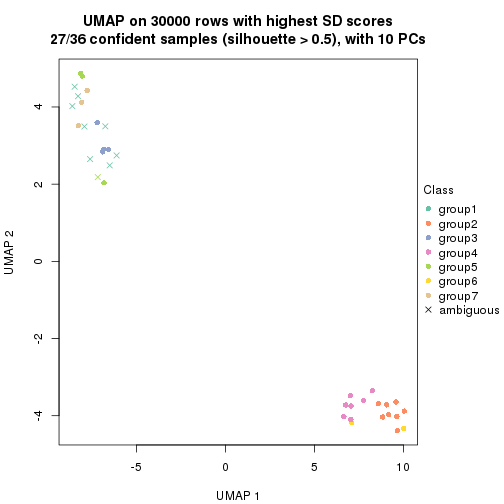 UMAP on 30000 rows with highest SD scores
27/36 confident samples (silhouette > 0.5), with 10 PCs
UMAP 2
4
2
0
-2
-4
-5
0
5
10
UMAP 1
Class
group1
group2
group3
group4
group5
group6
group7
ambiguous